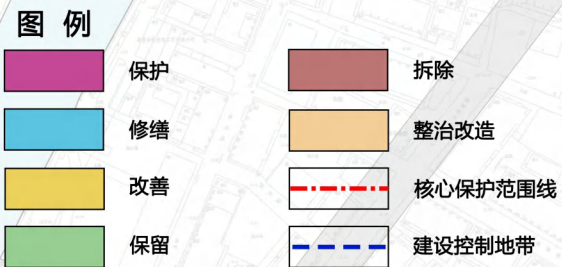 图 例
保护
拆除
修缮
整治改造
改善
核心保护范围线
保留
建设控制地带